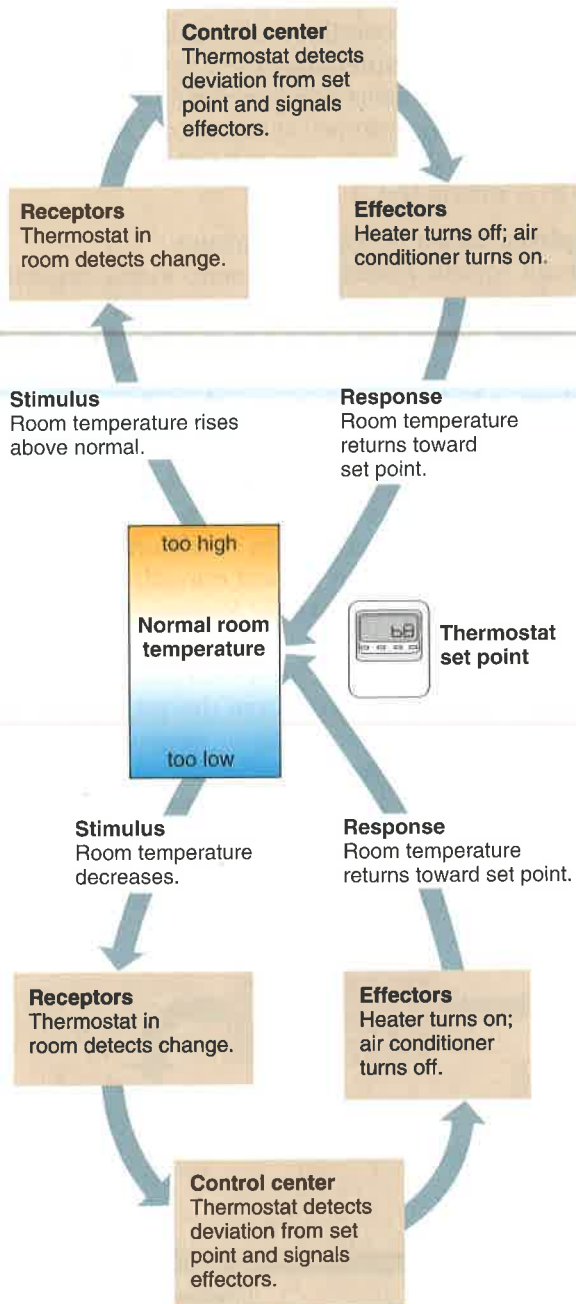 Control center
Thermostat detects
deviation from set
point and signals
effectors.
Receptors
Thermostat in
room detects change.
Effectors
Heater turns off; air
conditioner turns on.
Stimulus
Room temperature rises
above normal.
Response
Room temperature
returns toward
set point.
too high
Normal room
temperature
too low
Thermostat
set point
Stimulus
Room temperature
decreases.
Response
Room temperature
returns toward set point.
Receptors
Thermostat in
room detects change.
Effectors
Heater turns on;
air conditioner
turns off.
Control center
Thermostat detects
deviation from set
point and signals
effectors.